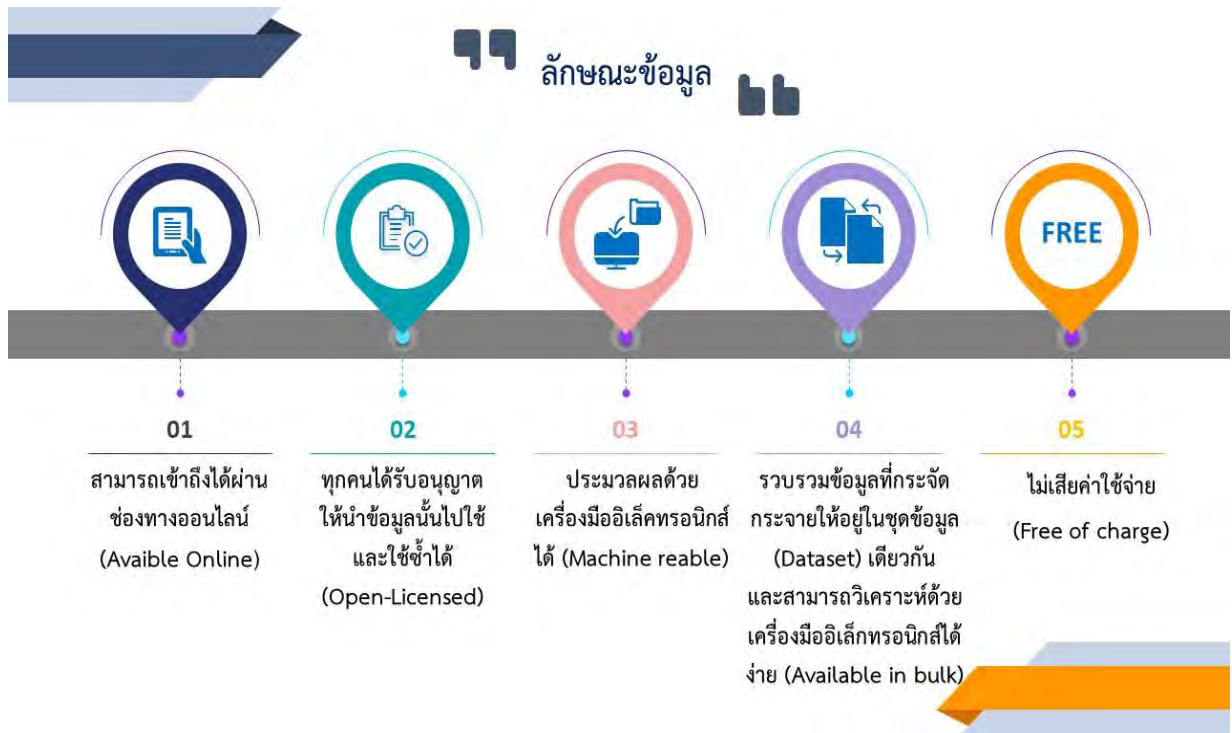 ลักษณะข้อมูล
FREE
01
สามารถเข้าถึงได้ผ่าน
ช่องทางออนไลน์
(Avaible Online)
02
ทุกคนได้รับอนุญาต
ให้นำข้อมูลนั้นไปใช้
และใช้ซ้ำได้
(Open-Licensed)
03
ประมวลผลด้วย
เครื่องมืออิเล็คทรอนิกส์
ได้ (Machine reable)
04
รวบรวมข้อมูลที่กระจัด
กระจายให้อยู่ในชุดข้อมูล
(Dataset) เดียวกัน
และสามารถวิเคราะห์ด้วย
เครื่องมืออิเล็กทรอนิกส์ได้
ง่าย (Available in bulk)
05
ไม่เสียค่าใช้จ่าย
(Free of charge)